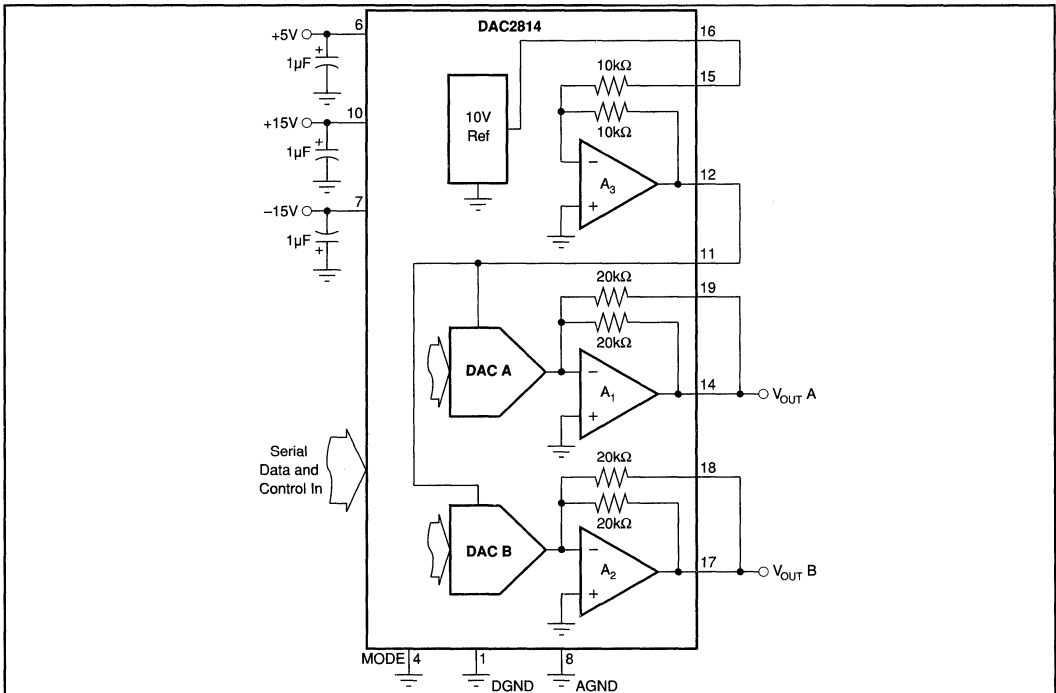 DAC2814
+5V
6
+
1µF
+15V
10
+
1µF
–15V
7
1µF
+
10V
Ref
16
10kΩ
15
10kΩ
–
A3
+
12
11
20kΩ
19
20kΩ
DAC A
–
A1
+
14
VOUT A
Serial
Data and
Control In
20kΩ
18
20kΩ
DAC B
–
A2
+
17
VOUT B
MODE 4
1
8
DGND
AGND